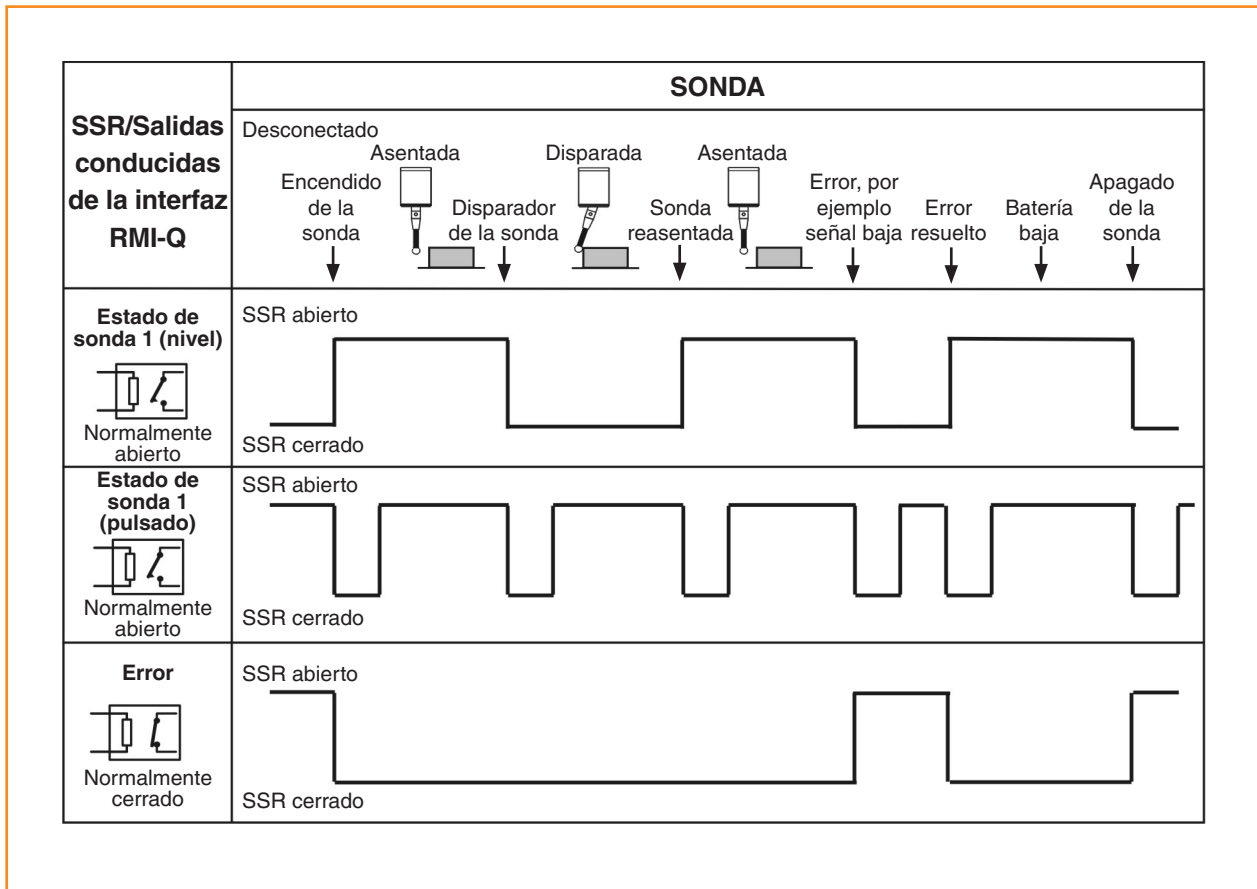 SSR/Salidas
conducidas
de la interfaz
RMI-Q
SONDA
Desconectado
Encendido
de la
sonda
Asentada
Disparador
de la sonda
Disparada
Sonda
reasentada
Asentada
Error, por
ejemplo
señal baja
Error
resuelto
Batería
baja
Apagado
de la
sonda
Estado de
sonda 1 (nivel)
Normalmente
abierto
SSR abierto
SSR cerrado
Estado de
sonda 1
(pulsado)
Normalmente
abierto
SSR abierto
SSR cerrado
Error
Normalmente
cerrado
SSR abierto
SSR cerrado